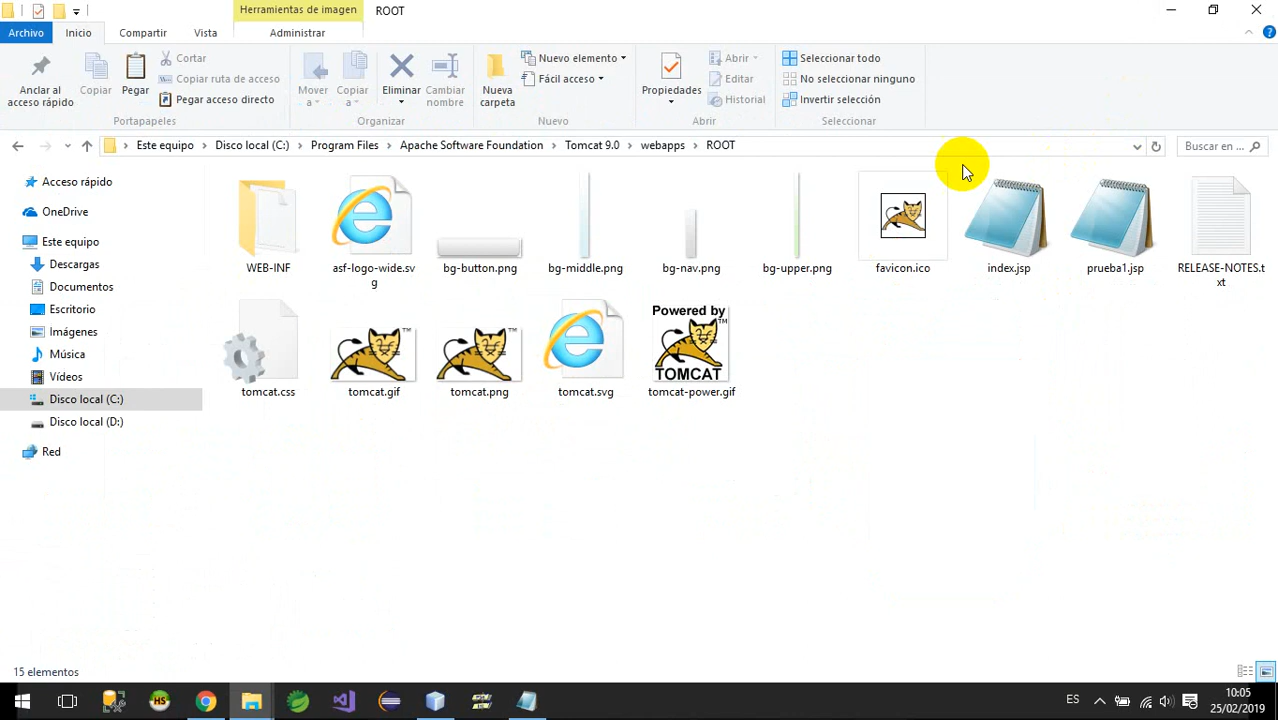 Herramientas de imagen
ROOT
Archivo
Inicio
Compartir
Vista
Administrar
Anclar al
acceso rápido
Copiar
Pegar
Cortar
Copiar ruta de acceso
Pegar acceso directo
Mover
a
Copiar
a
Eliminar
Cambiar
nombre
Nueva
carpeta
Nuevo elemento
Fácil acceso
Propiedades
Abrir
Editar
Historial
Seleccionar todo
No seleccionar ninguno
Invertir selección
Portapapeles
Organizar
Nuevo
Abrir
Seleccionar
Este equipo
Disco local (C:)
Program Files
Apache Software Foundation
Tomcat 9.0
webapps
ROOT
Buscar en ...
Acceso rápido
OneDrive
Este equipo
Descargas
Documentos
Escritorio
Imágenes
Música
Vídeos
Disco local (C:)
Disco local (D:)
Red
WEB-INF
asf-logo-wide.sv
g
bg-button.png
bg-middle.png
bg-nav.png
bg-upper.png
favicon.ico
index.jsp
prueba1.jsp
RELEASE-NOTES.t
xt
tomcat.css
TM
tomcat.gif
TM
tomcat.png
tomcat.svg
Powered by
TM
TOMCAT
tomcat-power.gif
15 elementos
HS
ES
10:05
25/02/2019